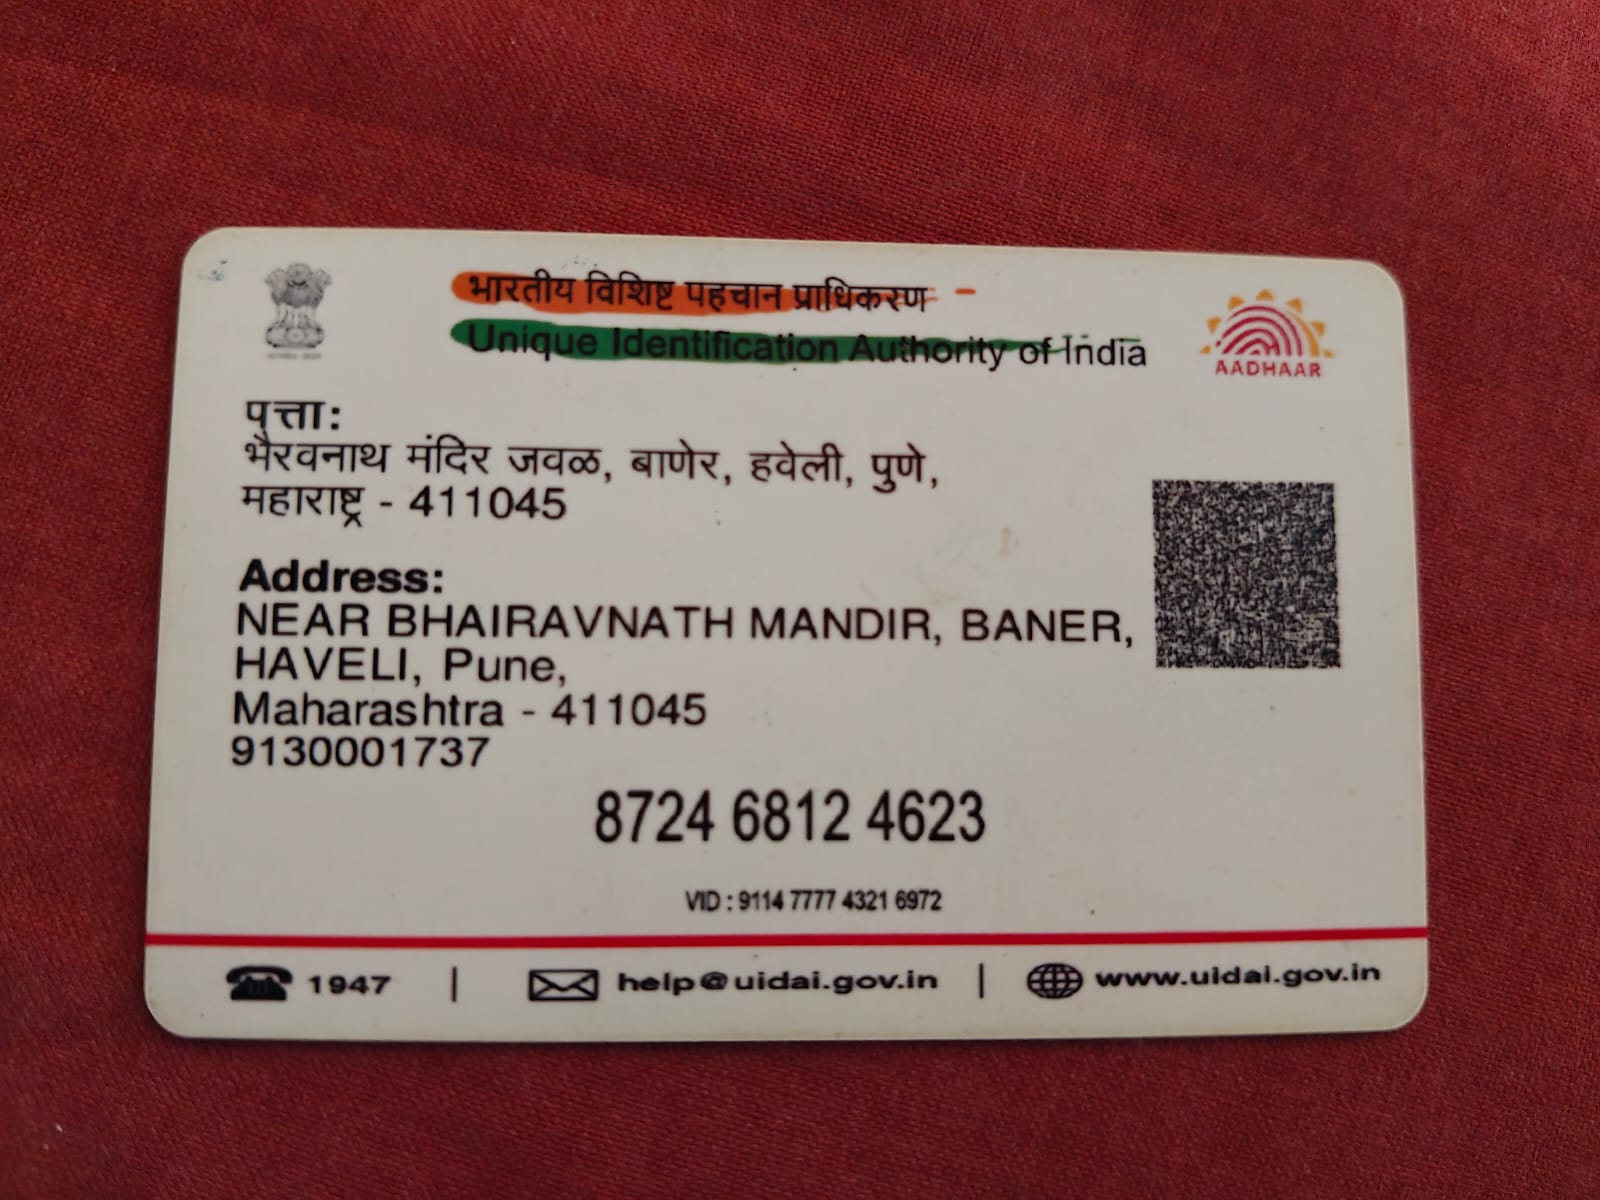 भारतीय विशिष्ट पहचान प्राधिकरण
Unique Identification Authority of India
AADHAAR
पत्ता:
भैरवनाथ मंदिर जवळ, बाणेर, हवेली, पुणे,
महाराष्ट्र - 411045
Address:
NEAR BHAIRAVNATH MANDIR, BANER,
HAVELI, Pune,
Maharashtra - 411045
9130001737
8724 6812 4623
VID : 9114 7777 4321 6972
1947 | help@uidai.gov.in | www.uidai.gov.in